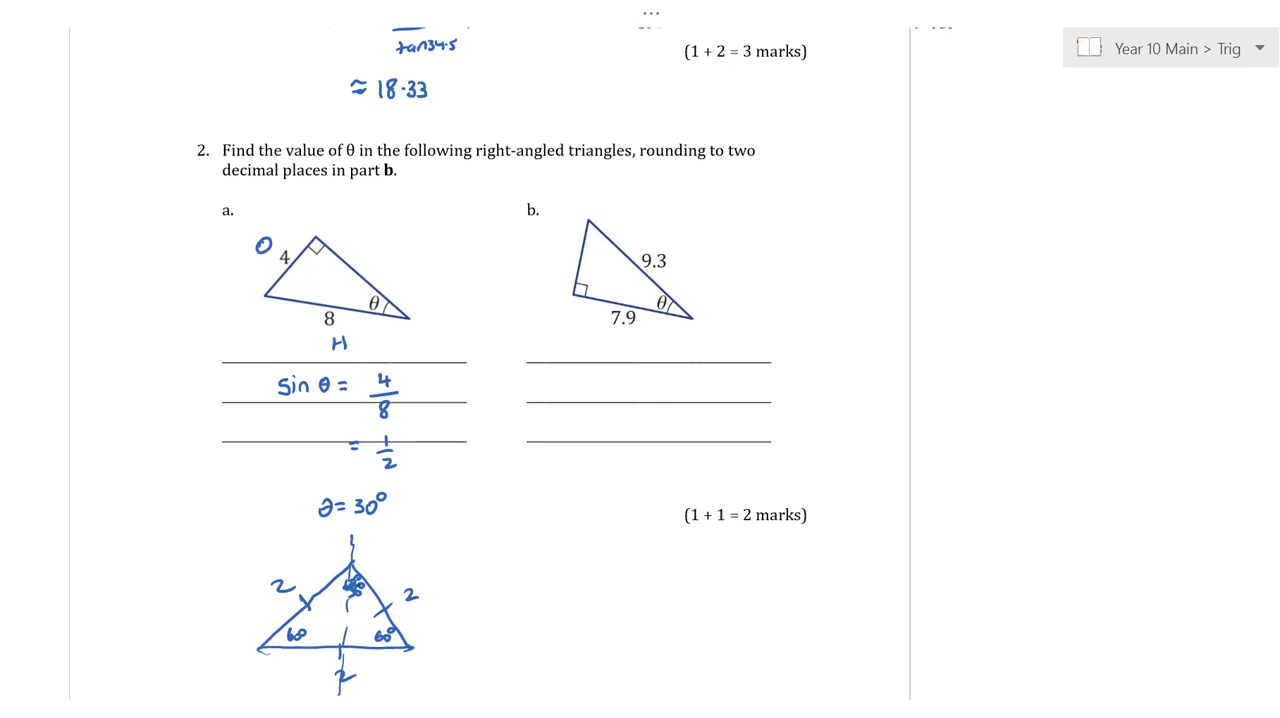 ...
tan34.5
(1 + 2 = 3 marks)
Year 10 Main > Trig
≈ 18.33
2. Find the value of θ in the following right-angled triangles, rounding to two
decimal places in part b.
a.
b.
O
4
θ
8
H
9.3
θ
7.9
sin θ = 4/8
= 1/2
θ = 30°
(1 + 1 = 2 marks)
2
2
60
60°
2